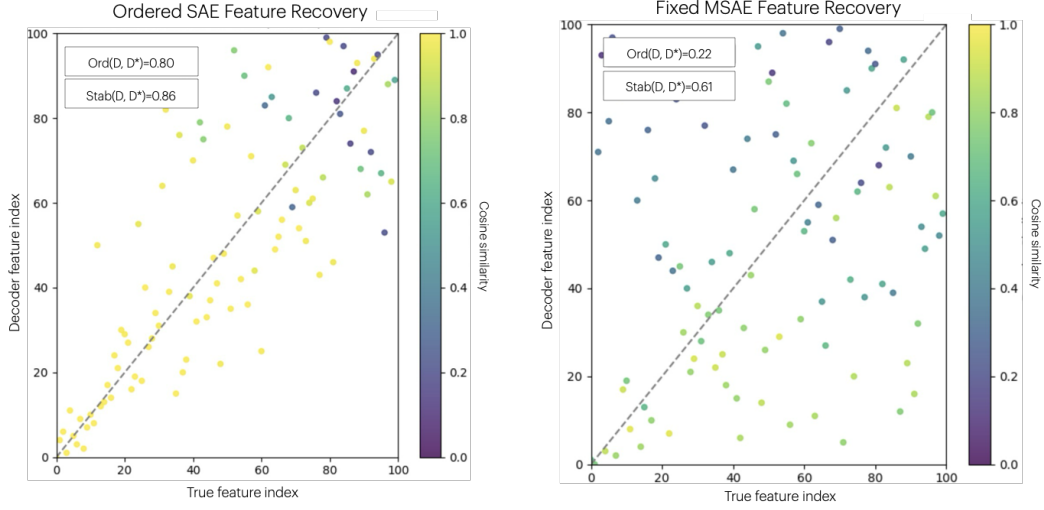 Ordered SAE Feature Recovery
Ord(D, D*)=0.80
Stab(D, D*)=0.86
Decoder feature index
100
80
60
40
20
0
0 20 40 60 80 100
True feature index
1.0
0.8
0.6
0.4
0.2
0.0
Cosine similarity
Fixed MSAE Feature Recovery
Ord(D, D*)=0.22
Stab(D, D*)=0.61
Decoder feature index
100
80
60
40
20
0
0 20 40 60 80 100
True feature index
1.0
0.8
0.6
0.4
0.2
0.0
Cosine similarity